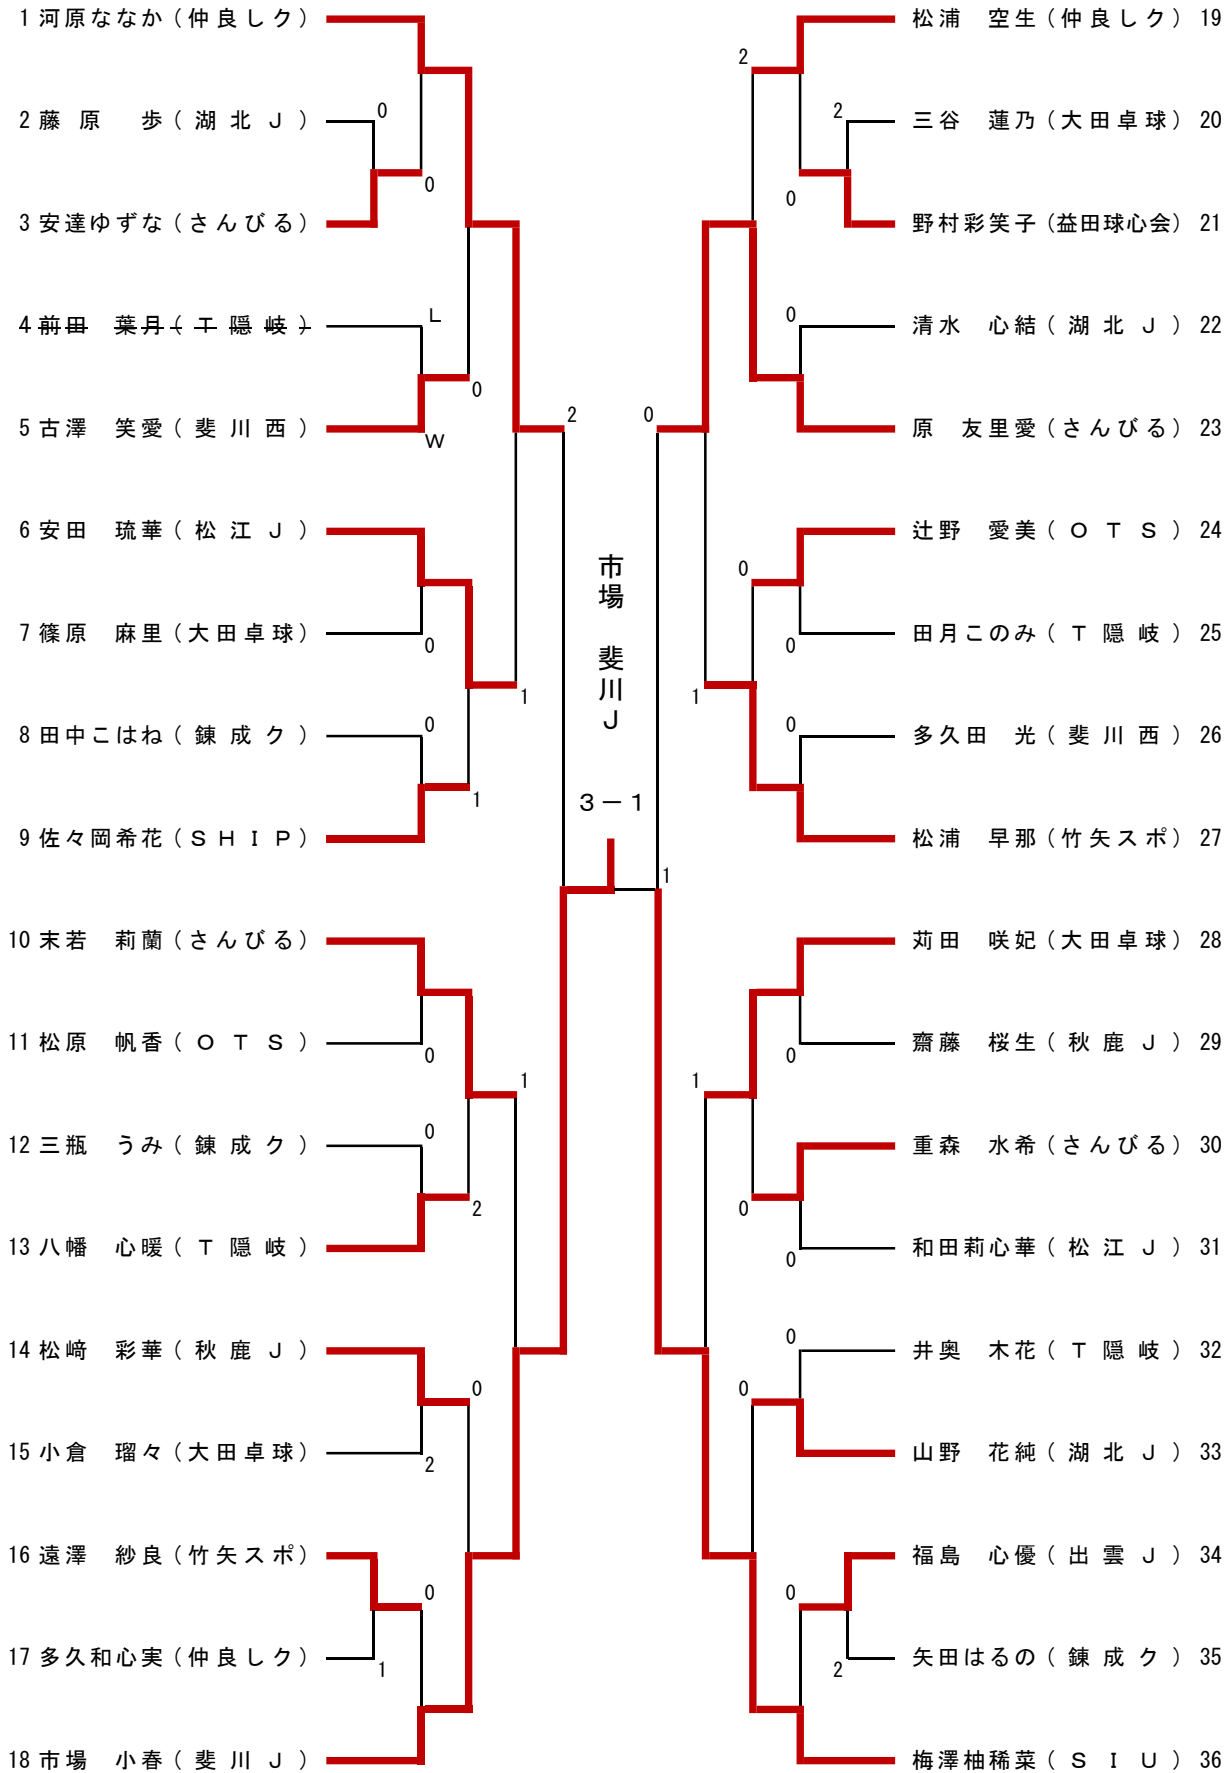 1 河原ななか（仲良しク）
2 藤原　歩（湖北Ｊ）
0
0
3 安達ゆずな（さんびる）
4 前田　葉月（Ｔ隠岐）
L
0
5 古澤　笑愛（斐川西）
W
2
6 安田　琉華（松江Ｊ）
7 篠原　麻里（大田卓球）
0
1
8 田中こはね（錬成ク）
0
1
9 佐々岡希花（ＳＨＩＰ）
10 末若　莉蘭（さんびる）
11 松原　帆香（ＯＴＳ）
0
1
12 三瓶　うみ（錬成ク）
0
2
13 八幡　心暖（Ｔ隠岐）
14 松﨑　彩華（秋鹿Ｊ）
0
15 小倉　瑠々（大田卓球）
2
16 遠澤　紗良（竹矢スポ）
0
17 多久和心実（仲良しク）
1
18 市場　小春（斐川Ｊ）
市場　斐川Ｊ
３－１
松浦　空生（仲良しク） 19
2
三谷　蓮乃（大田卓球） 20
2
0
野村彩笑子（益田球心会） 21
清水　心結（湖北Ｊ） 22
0
原　友里愛（さんびる） 23
0
辻野　愛美（ＯＴＳ） 24
0
田月このみ（Ｔ隠岐） 25
0
1
多久田　光（斐川西） 26
0
松浦　早那（竹矢スポ） 27
1
苅田　咲妃（大田卓球） 28
齋藤　桜生（秋鹿Ｊ） 29
0
1
重森　水希（さんびる） 30
0
和田莉心華（松江Ｊ） 31
0
井奥　木花（Ｔ隠岐） 32
0
0
山野　花純（湖北Ｊ） 33
福島　心優（出雲Ｊ） 34
0
矢田はるの（錬成ク） 35
2
梅澤柚稀菜（ＳＩＵ） 36